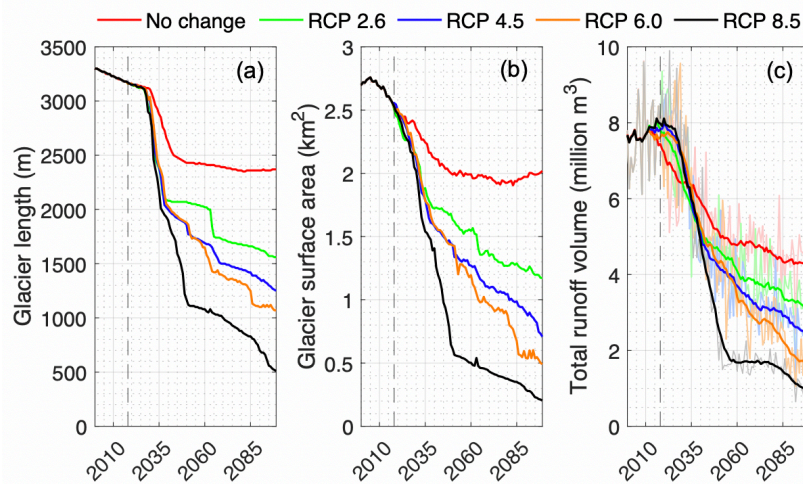 No change RCP 2.6 RCP 4.5 RCP 6.0 RCP 8.5
(a)
Glacier length (m)
3500
3000
2500
2000
1500
1000
500
0
2010 2035 2060 2085
(b)
Glacier surface area (km²)
3
2.5
2
1.5
1
0.5
0
2010 2035 2060 2085
(c)
Total runoff volume (million m³)
10
8
6
4
2
0
2010 2035 2060 2085